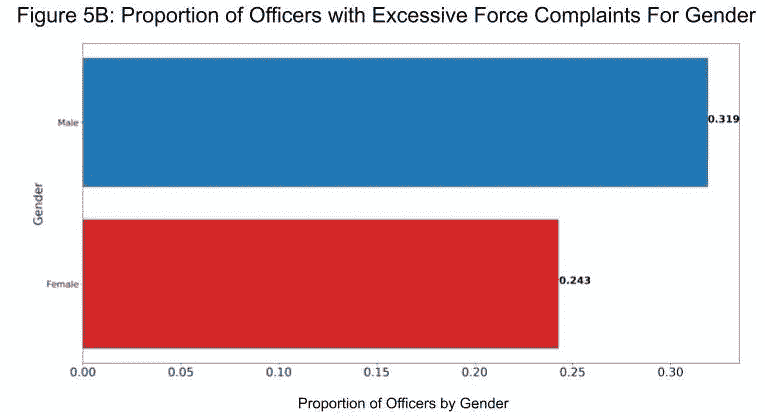 Figure 5B: Proportion of Officers with Excessive Force Complaints For Gender
Gender
Male
0.319
Female
0.243
0.00 0.05 0.10 0.15 0.20 0.25 0.30
Proportion of Officers by Gender